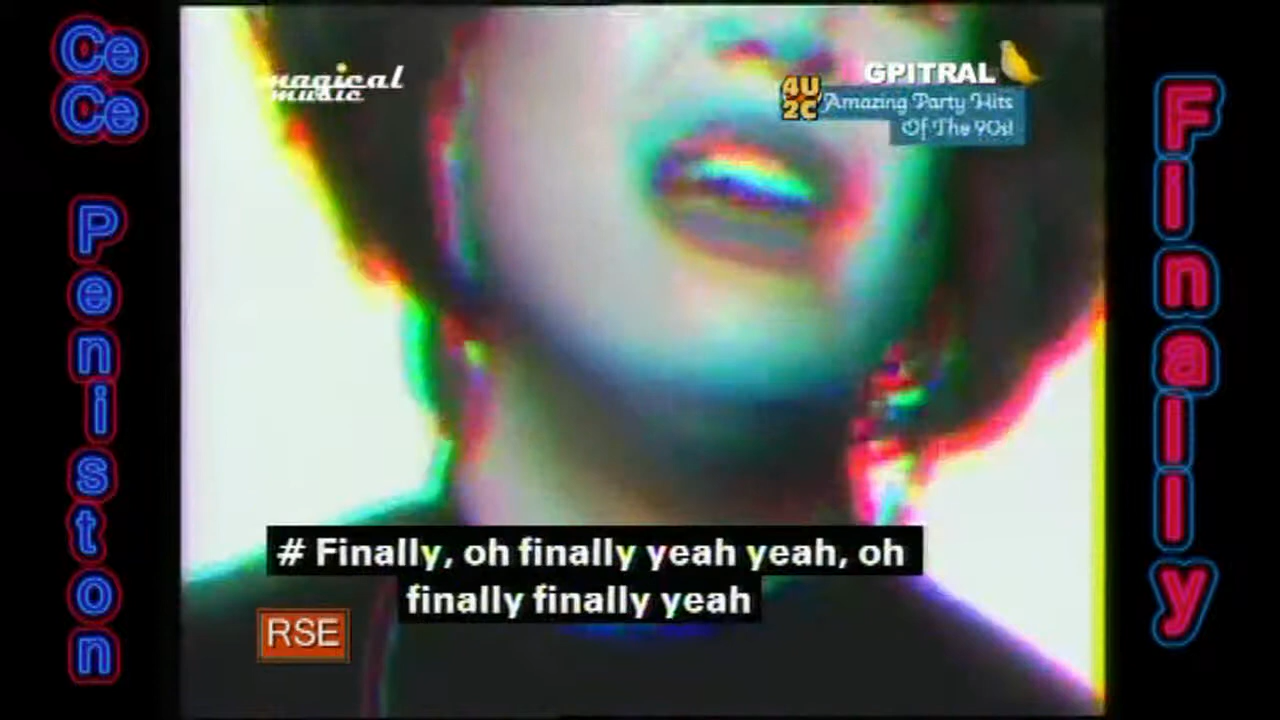 Ce
Ce
Peniston
magical
music
GPITRAL
4U
2C
Amazing Party Hits
Of The 90s!
Finally
# Finally, oh finally yeah yeah, oh
finally finally yeah
RSE